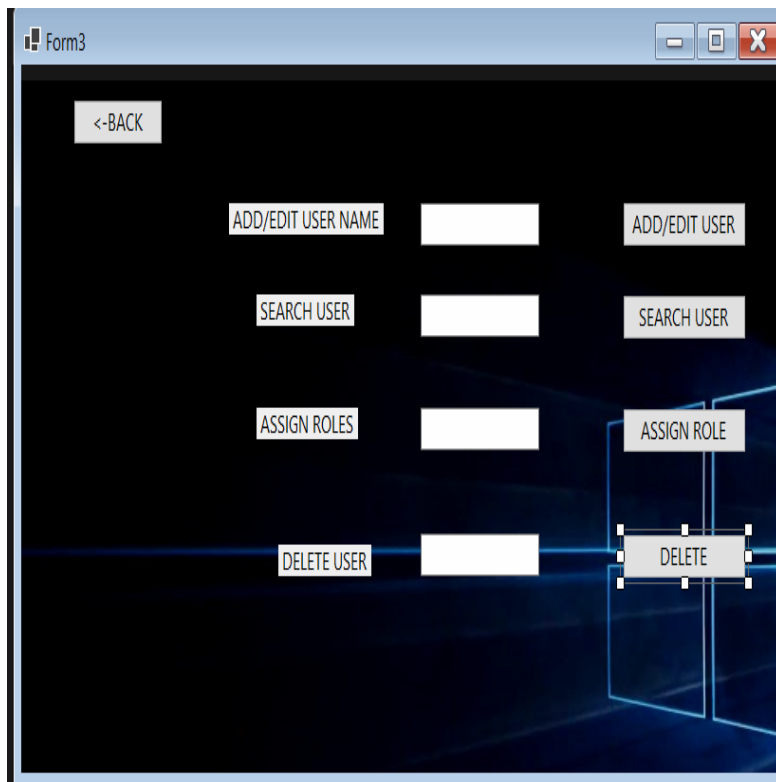 Form3
<-BACK
ADD/EDIT USER NAME
ADD/EDIT USER
SEARCH USER
SEARCH USER
ASSIGN ROLES
ASSIGN ROLE
DELETE USER
DELETE